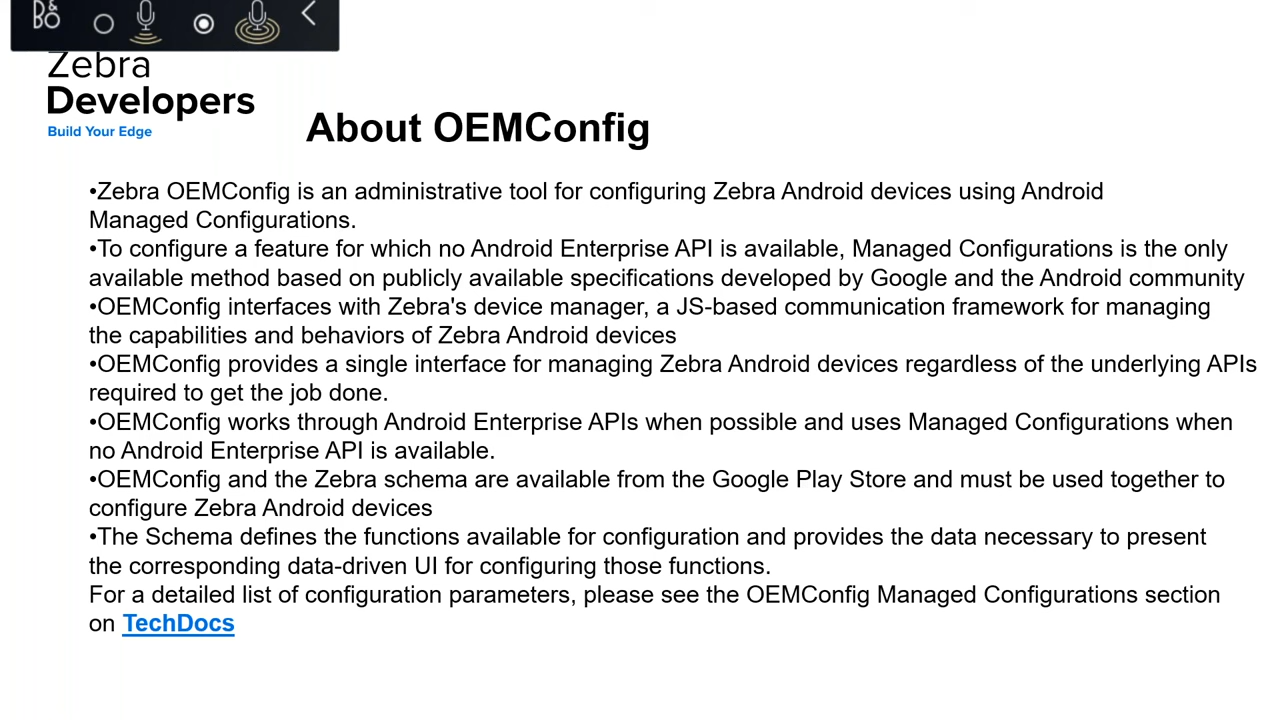 B&O
Zebra
Developers
Build Your Edge
About OEMConfig
•Zebra OEMConfig is an administrative tool for configuring Zebra Android devices using Android
Managed Configurations.
•To configure a feature for which no Android Enterprise API is available, Managed Configurations is the only
available method based on publicly available specifications developed by Google and the Android community
•OEMConfig interfaces with Zebra's device manager, a JS-based communication framework for managing
the capabilities and behaviors of Zebra Android devices
•OEMConfig provides a single interface for managing Zebra Android devices regardless of the underlying APIs
required to get the job done.
•OEMConfig works through Android Enterprise APIs when possible and uses Managed Configurations when
no Android Enterprise API is available.
•OEMConfig and the Zebra schema are available from the Google Play Store and must be used together to
configure Zebra Android devices
•The Schema defines the functions available for configuration and provides the data necessary to present
the corresponding data-driven UI for configuring those functions.
For a detailed list of configuration parameters, please see the OEMConfig Managed Configurations section
on TechDocs